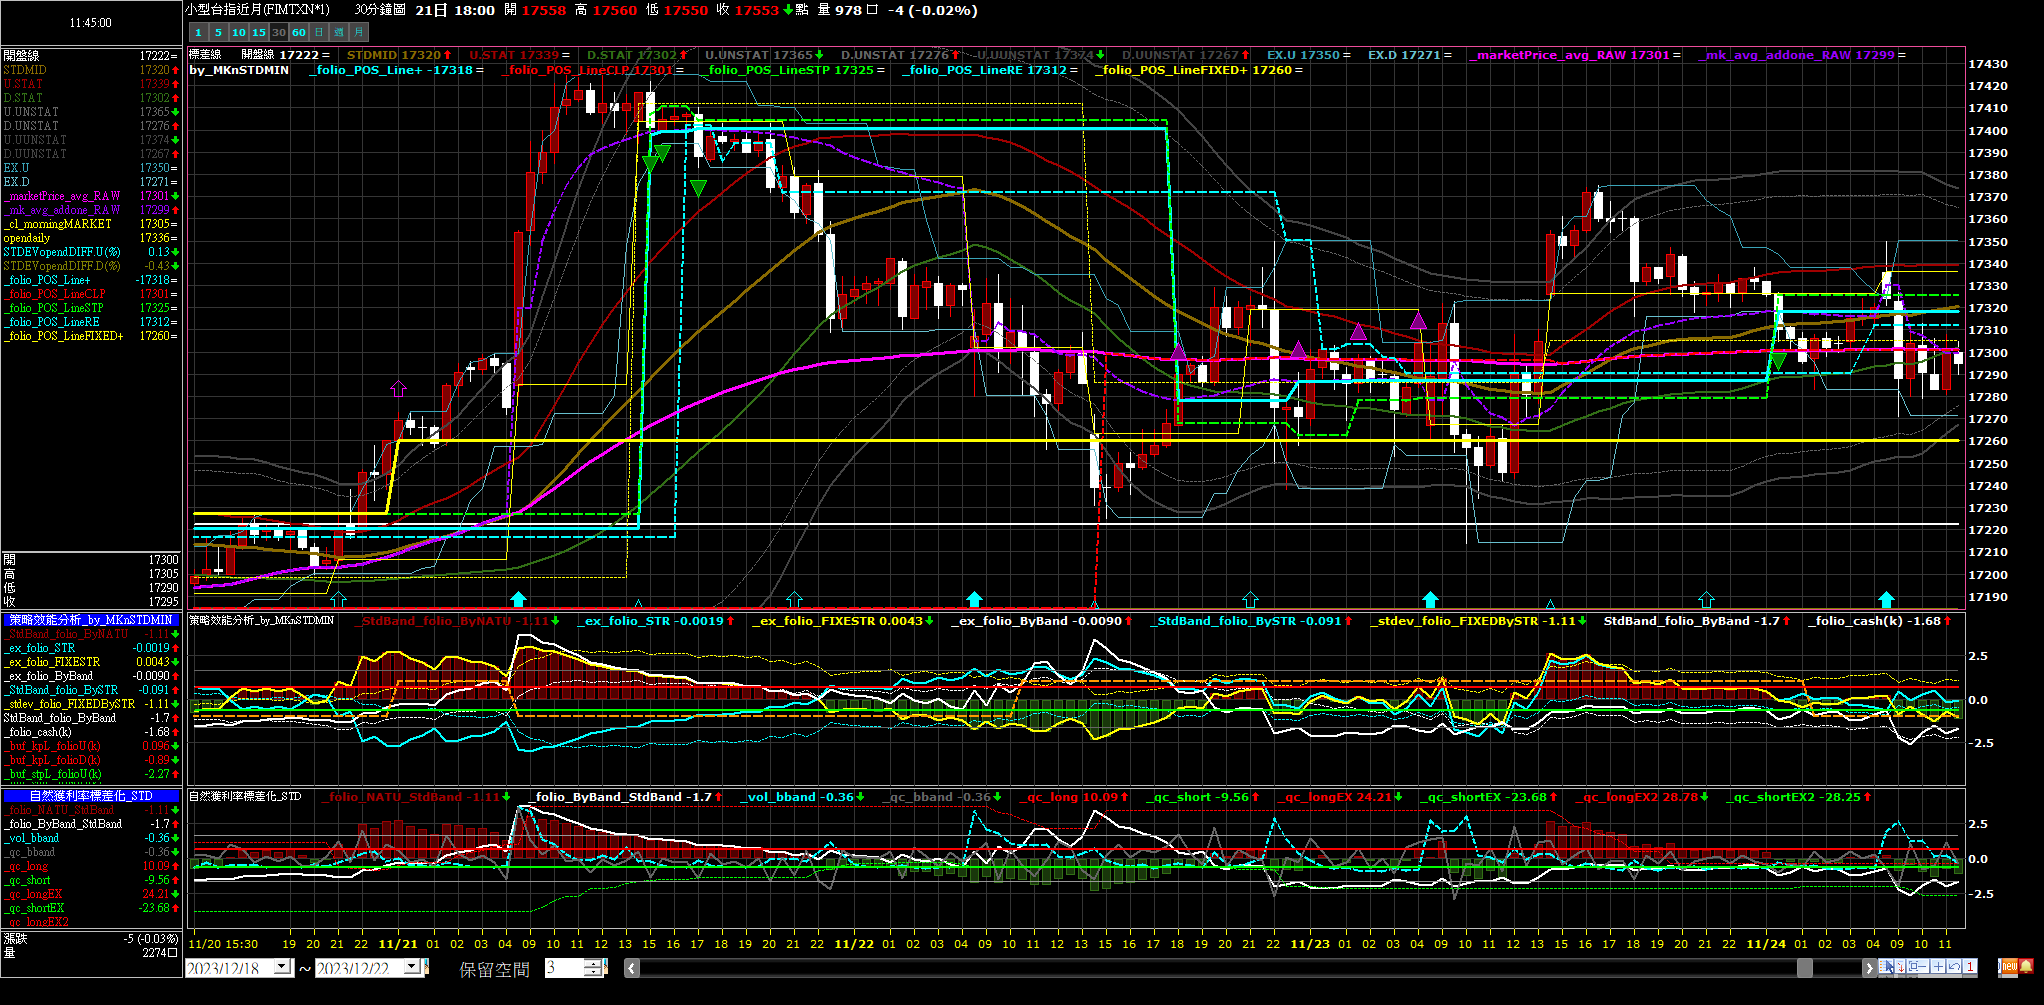 11:45:00
小型台指近月(FIMTXN*1) 30分鐘圖 21日 18:00 開 17558 高 17560 低 17550 收 17553 點 量 978口 -4 (-0.02%)
1 5 10 15 30 60 日 週 月
標差線 開盤線 17222 = STDMID 17320 U.STAT 17339 = D.STAT 17302 U.UNSTAT 17365 D.UNSTAT 17276 U.UUNSTAT 17374 D.UUNSTAT 17267 EX.U 17350 = EX.D 17271 = _marketPrice_avg_RAW 17301 = _mk_avg_addone_RAW 17299 =
by_MKnSTDMIN _folio_POS_Line+ -17318 = _folio_POS_LineCLP 17301 = _folio_POS_LineSTP 17325 = _folio_POS_LineRE 17312 = _folio_POS_LineFIXED+ 17260 =
開盤線 17222=
STDMID 17320
U.STAT 17339
D.STAT 17302
U.UNSTAT 17365
D.UNSTAT 17276
U.UUNSTAT 17374
D.UUNSTAT 17267
EX.U 17350=
EX.D 17271=
_marketPrice_avg_RAW 17301
_mk_avg_addone_RAW 17299
_cl_morningMARKET 17305=
opendaily 17336=
STDEVopendDIFF.U(%) 0.13
STDEVopendDIFF.D(%) -0.43
_folio_POS_Line+ -17318=
_folio_POS_LineCLP 17301=
_folio_POS_LineSTP 17325=
_folio_POS_LineRE 17312=
_folio_POS_LineFIXED+ 17260=
開 17300
高 17305
低 17290
收 17295
17430
17420
17410
17400
17390
17380
17370
17360
17350
17340
17330
17320
17310
17300
17290
17280
17270
17260
17250
17240
17230
17220
17210
17200
17190
策略效能分析_by_MKnSTDMIN
_StdBand_folio_ByNATU -1.11
_ex_folio_STR -0.0019
_ex_folio_FIXESTR 0.0043
_ex_folio_ByBand -0.0090
_StdBand_folio_BySTR -0.091
_stdev_folio_FIXEDBySTR -1.11
StdBand_folio_ByBand -1.7
_folio_cash(k) -1.68
_buf_kpL_folioU(k) 0.096
_buf_kpL_folioD(k) -0.89
_buf_stpL_folioU(k) -2.27
策略效能分析_by_MKnSTDMIN _StdBand_folio_ByNATU -1.11 _ex_folio_STR -0.0019 _ex_folio_FIXESTR 0.0043 _ex_folio_ByBand -0.0090 _StdBand_folio_BySTR -0.091 _stdev_folio_FIXEDBySTR -1.11 StdBand_folio_ByBand -1.7 _folio_cash(k) -1.68
2.5
0.0
-2.5
自然獲利率標差化_STD
_folio_NATU_StdBand -1.11
_folio_ByBand_StdBand -1.7
_vol_bband -0.36
_qc_bband -0.36
_qc_long 10.09
_qc_short -9.56
_qc_longEX 24.21
_qc_shortEX -23.68
_qc_longEX2
自然獲利率標差化_STD _folio_NATU_StdBand -1.11 _folio_ByBand_StdBand -1.7 _vol_bband -0.36 _qc_bband -0.36 _qc_long 10.09 _qc_short -9.56 _qc_longEX 24.21 _qc_shortEX -23.68 _qc_longEX2 28.78 _qc_shortEX2 -28.25
2.5
0.0
-2.5
漲跌 -5 (-0.03%)
量 2274口
11/20 15:30 19 20 21 22 11/21 01 02 03 04 09 10 11 12 13 15 16 17 18 19 20 21 22 11/22 01 02 03 04 09 10 11 12 13 15 16 17 18 19 20 21 22 11/23 01 02 03 04 09 10 11 12 13 15 16 17 18 19 20 21 22 11/24 01 02 03 04 09 10 11
2023/12/18 ~ 2023/12/22 保留空間 3
1 new